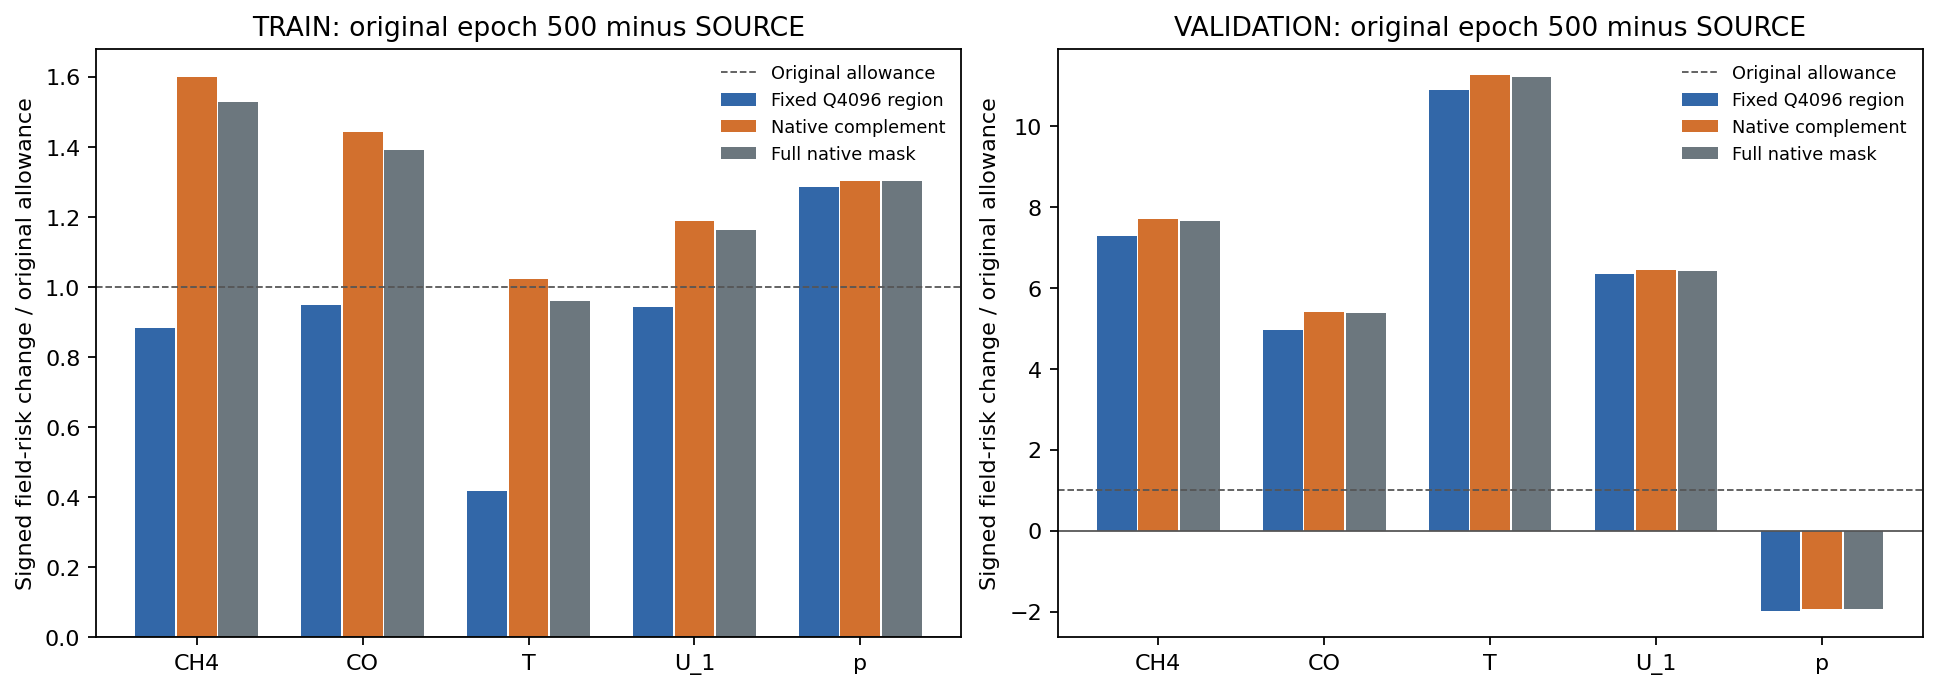 TRAIN: original epoch 500 minus SOURCE
Signed field-risk change / original allowance
1.6
1.4
1.2
1.0
0.8
0.6
0.4
0.2
0.0
Original allowance
Fixed Q4096 region
Native complement
Full native mask
CH4 CO T U_1 p
VALIDATION: original epoch 500 minus SOURCE
Signed field-risk change / original allowance
10
8
6
4
2
0
−2
Original allowance
Fixed Q4096 region
Native complement
Full native mask
CH4 CO T U_1 p